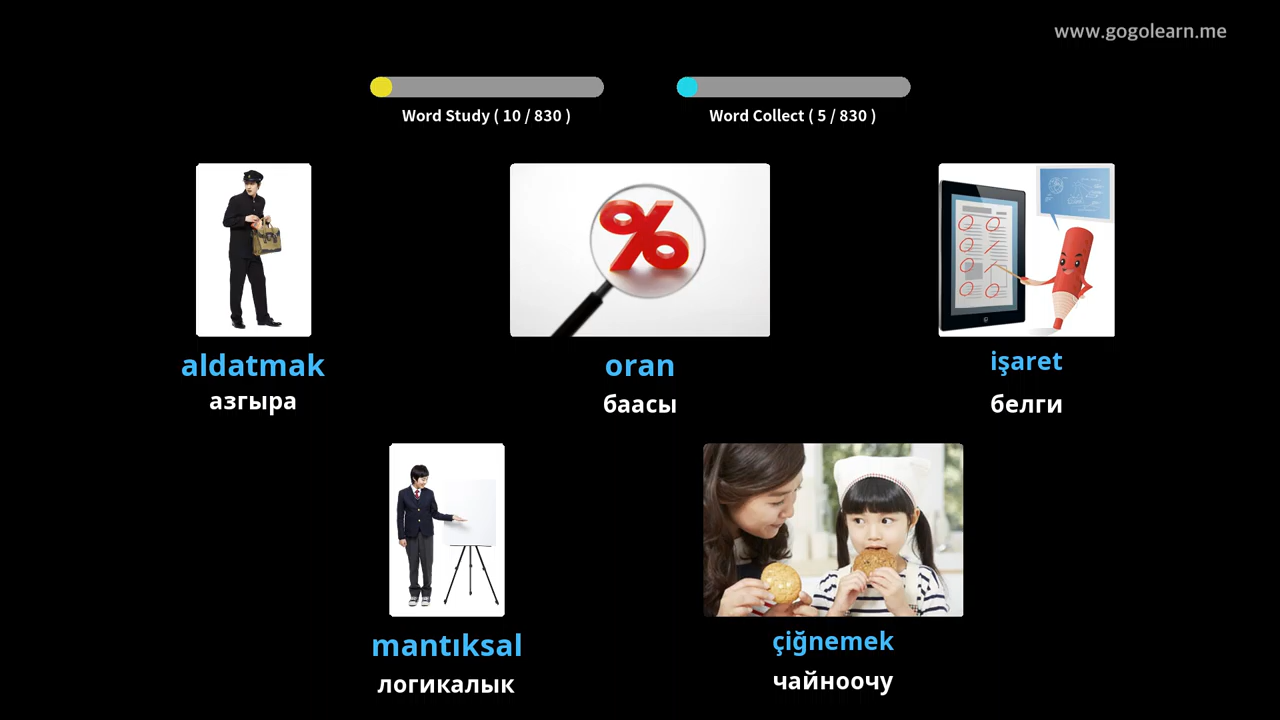 www.gogolearn.me
Word Study ( 10 / 830 )
Word Collect ( 5 / 830 )
%
aldatmak
азгыра
oran
баасы
işaret
белги
mantıksal
логикалык
çiğnemek
чайноочу